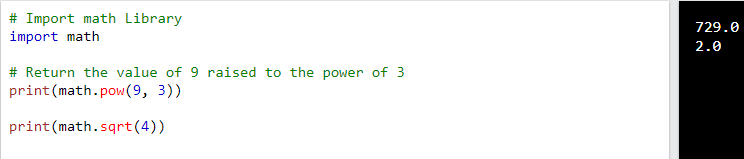 # Import math Library
import math
# Return the value of 9 raised to the power of 3
print(math.pow(9, 3))
print(math.sqrt(4))
729.0
2.0